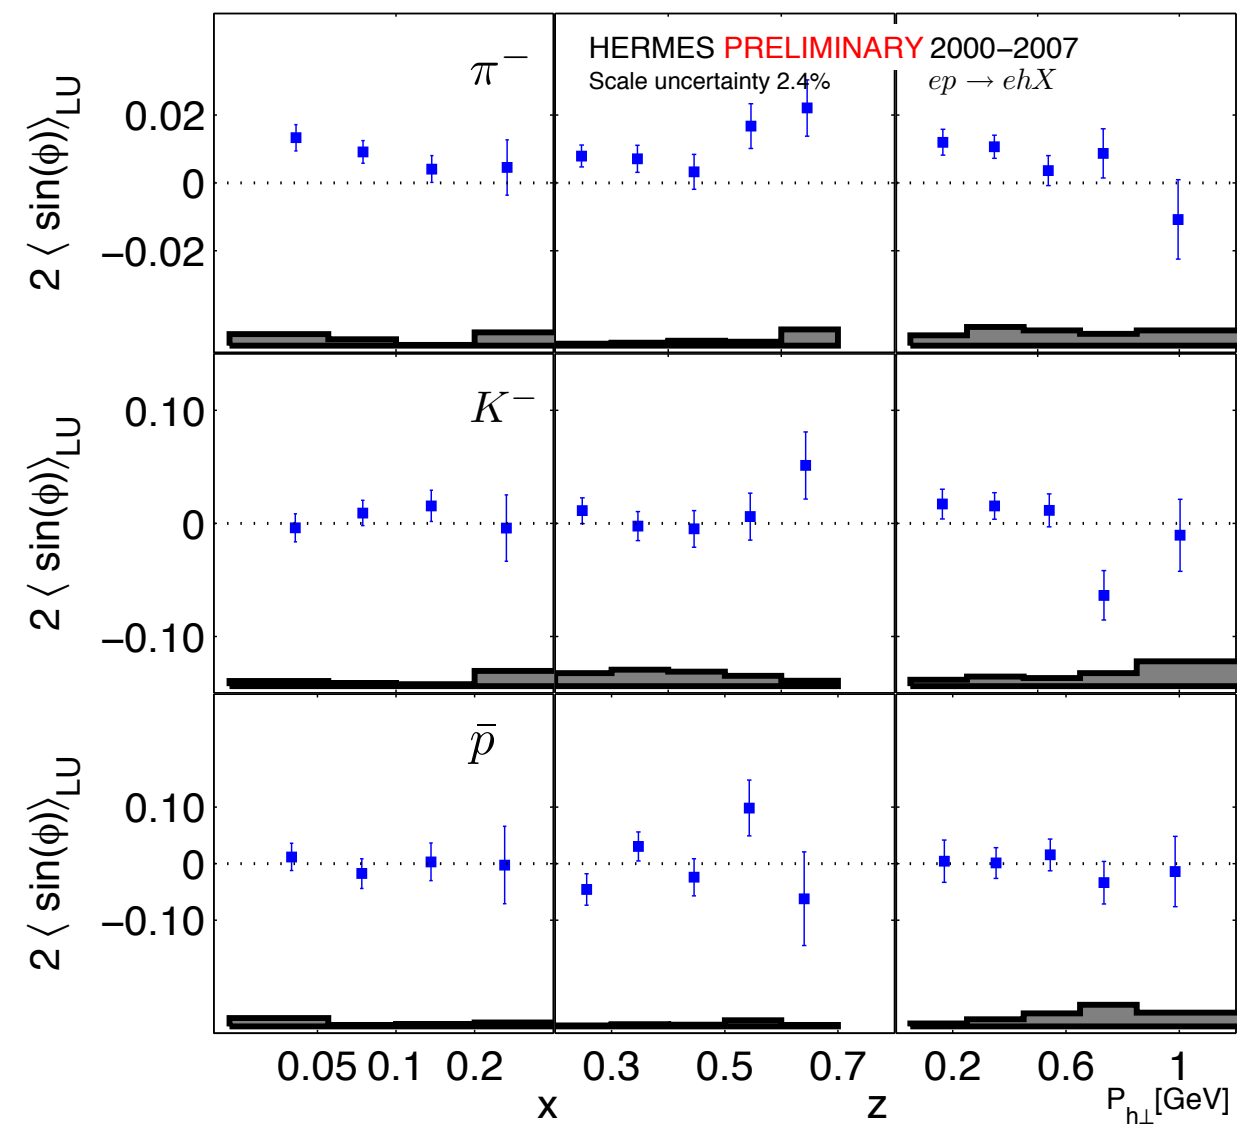 π−
HERMES PRELIMINARY 2000−2007
Scale uncertainty 2.4%
ep → ehX
2 ⟨ sin(ϕ)⟩LU
0.02
0
−0.02
K−
2 ⟨ sin(ϕ)⟩LU
0.10
0
−0.10
p̄
2 ⟨ sin(ϕ)⟩LU
0.10
0
−0.10
0.05 0.1 0.2 0.3 0.5 0.7 0.2 0.6 1
x z Ph⊥[GeV]